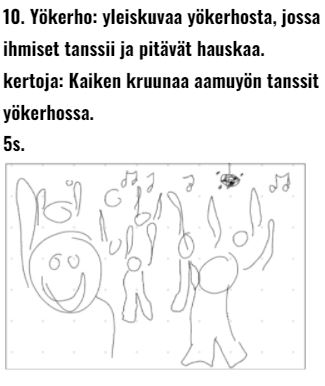 10. Yökerho: yleiskuvaa yökerhosta, jossa
ihmiset tanssii ja pitävät hauskaa.
kertoja: Kaiken kruunaa aamuyön tanssit
yökerhossa.
5s.